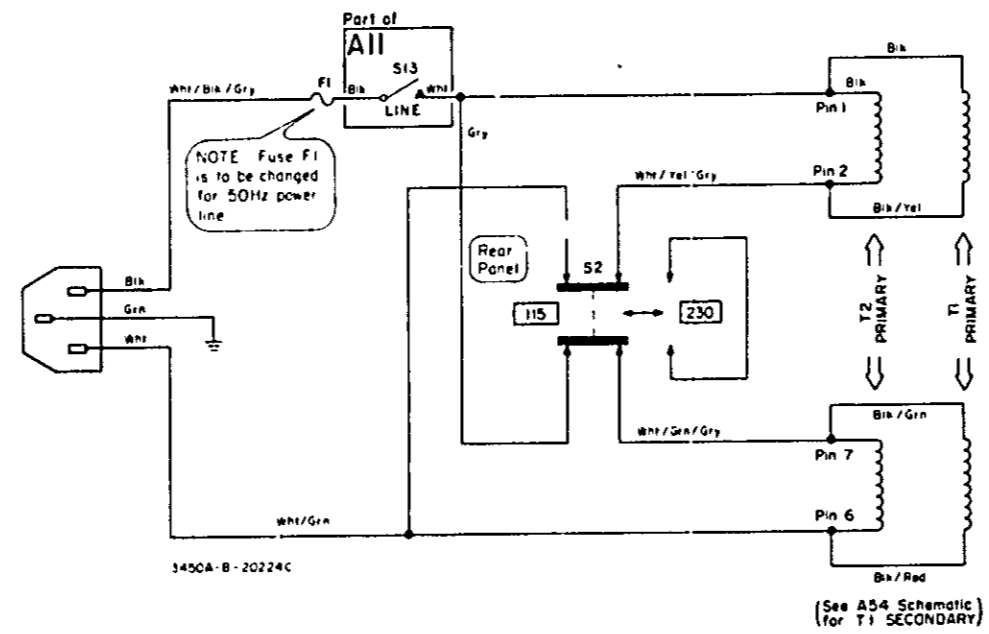 Part of
A11
S13
Blk
Wht/Blk/Gry
F1
Blk
Wht
LINE
Pin 1
Blk
Gry
NOTE Fuse F1
is to be changed
for 50Hz power
line
Wht/Yel/Gry
Pin 2
Blk/Yel
Rear
Panel
S2
115
230
T2
PRIMARY
T1
PRIMARY
Blk
Grn
Wht
Blk/Grn
Wht/Grn/Gry
Pin 7
Pin 6
Wht/Grn
3450A-B-20224C
Blk/Red
(See A54 Schematic
for T1 SECONDARY)